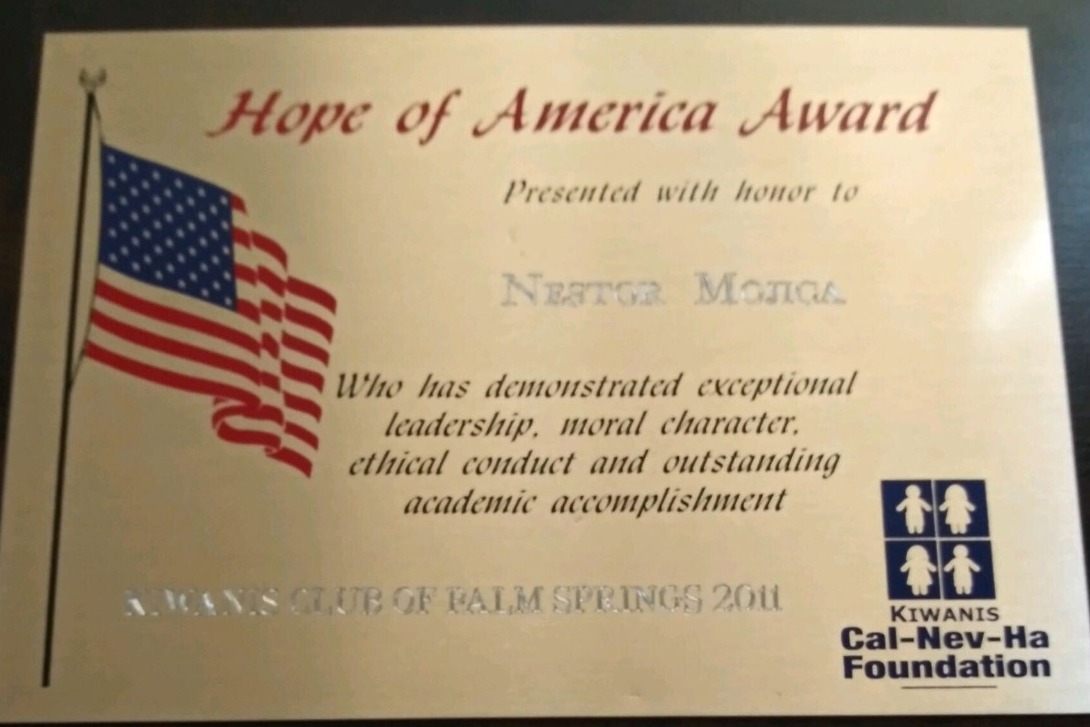 Hope of America Award
Presented with honor to
NESTOR MOJICA
Who has demonstrated exceptional
leadership, moral character,
ethical conduct and outstanding
academic accomplishment
KIWANIS CLUB OF PALM SPRINGS 2011
KIWANIS
Cal-Nev-Ha
Foundation